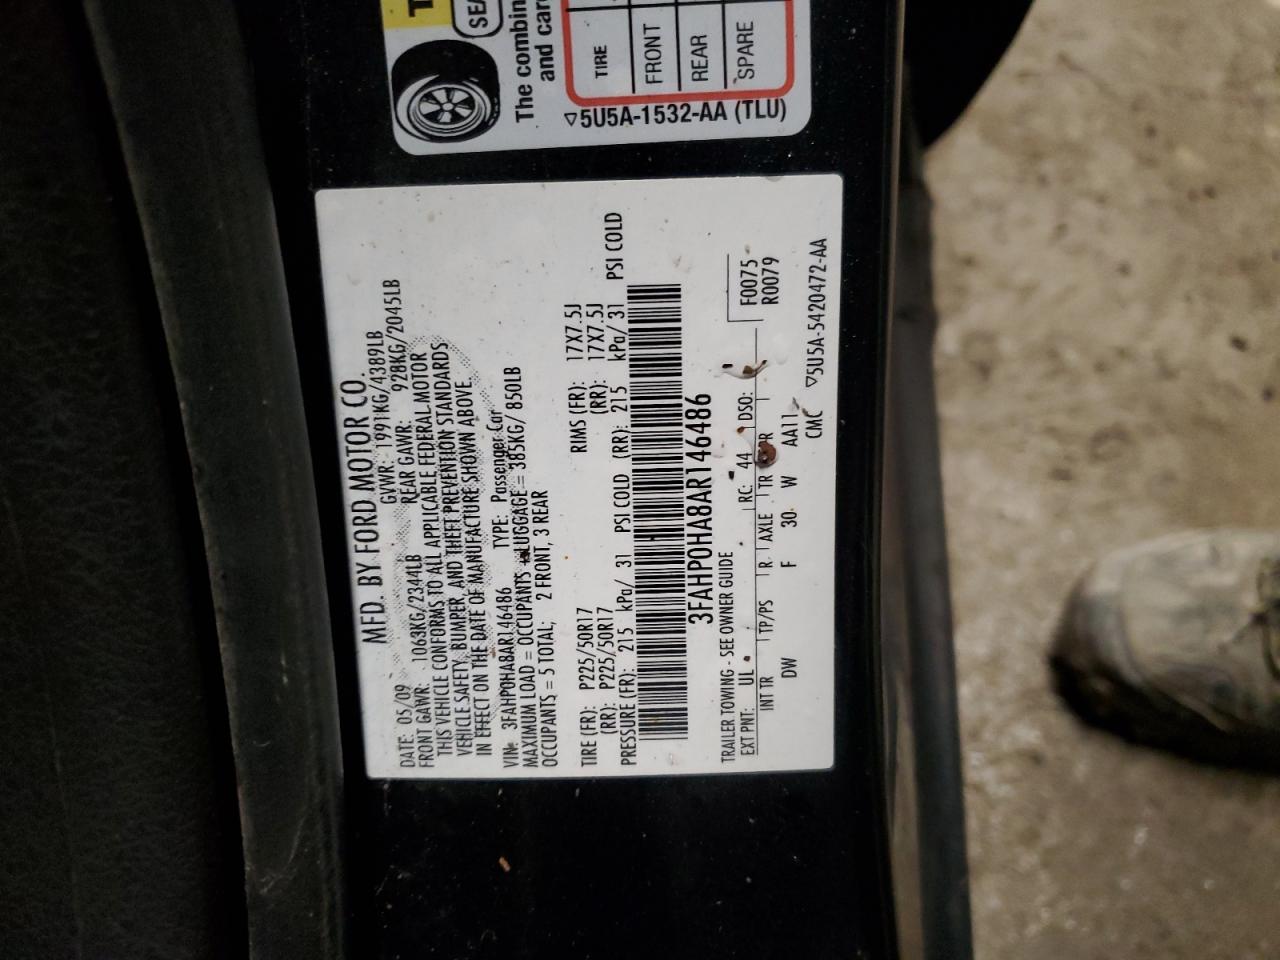 SEA
The combin
and carg
TIRE
FRONT
REAR
SPARE
▽5U5A-1532-AA (TLU)
MFD. BY FORD MOTOR CO.
DATE: 05/09 GVWR: 1991KG/4389LB
FRONT GAWR: 1063KG/2344LB REAR GAWR: 928KG/2045LB
THIS VEHICLE CONFORMS TO ALL APPLICABLE FEDERAL MOTOR
VEHICLE SAFETY, BUMPER, AND THEFT PREVENTION STANDARDS
IN EFFECT ON THE DATE OF MANUFACTURE SHOWN ABOVE.
VIN: 3FAHP0HA8AR146486 TYPE: Passenger Car
MAXIMUM LOAD = OCCUPANTS + LUGGAGE = 385KG/ 850LB
OCCUPANTS = 5 TOTAL; 2 FRONT, 3 REAR
TIRE (FR): P225/50R17 RIMS (FR): 17X7.5J
(RR): P225/50R17 (RR): 17X7.5J
PRESSURE (FR): 215 kPa/ 31 PSI COLD (RR): 215 kPa/ 31 PSI COLD
3FAHP0HA8AR146486
TRAILER TOWING - SEE OWNER GUIDE
EXT PNT: UL RC: 44 DSO: F0075
R0079
INT TR TP/PS R AXLE TR
DW F 30 W AA11
CMC ▽5U5A-5420472-AA